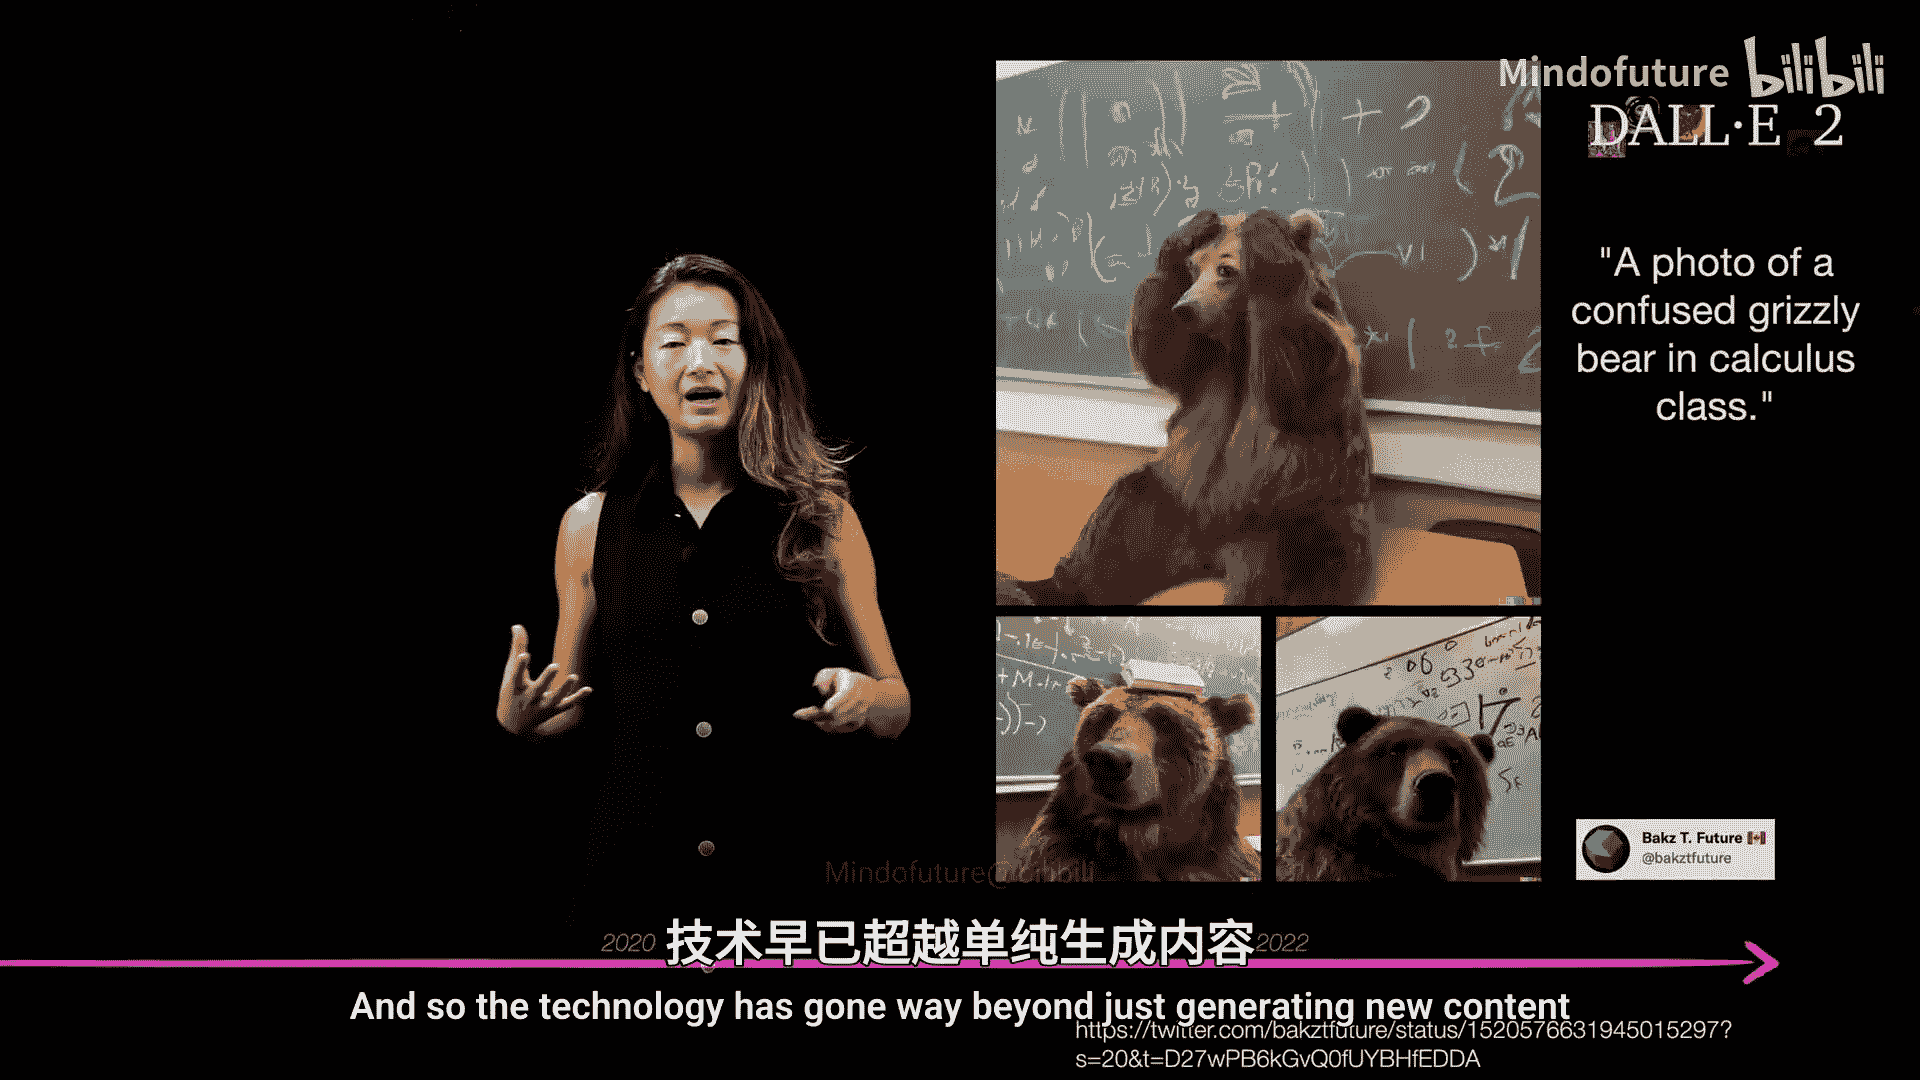 Mindofuture bilibili
DALL·E 2
"A photo of a
confused grizzly
bear in calculus
class."
Bakz T. Future
@bakztfuture
Mindofuture@bilibili
2020
2022
技术早已超越单纯生成内容
And so the technology has gone way beyond just generating new content
https://twitter.com/bakztfuture/status/1520576631945015297?
s=20&t=D27wPB6kGvQ0fUYBHfEDDA